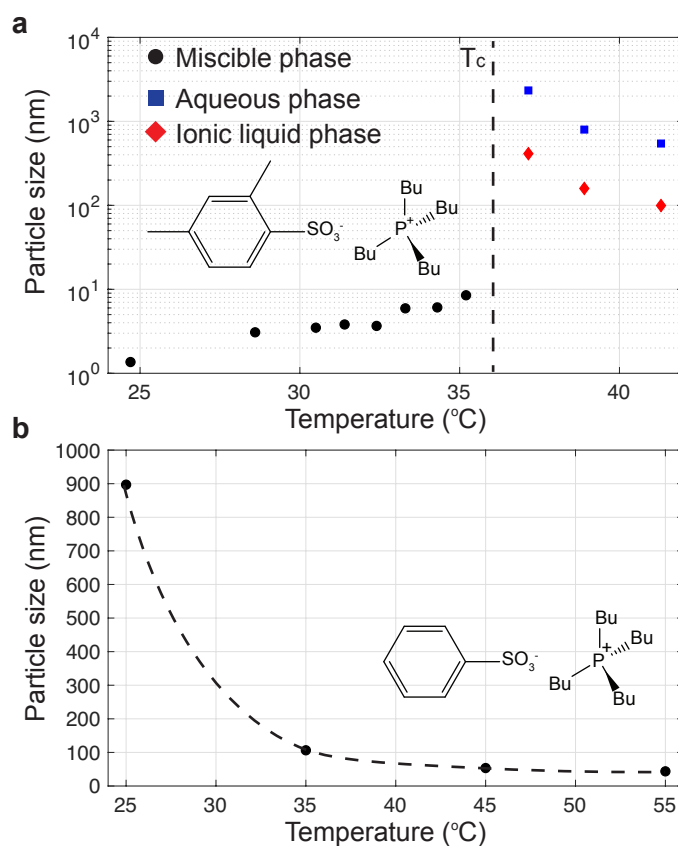 a
10⁴
10³
10²
10¹
10⁰
Particle size (nm)
Miscible phase
Aqueous phase
Ionic liquid phase
Tc
SO₃⁻
Bu
P⁺
Bu
Bu
Bu
25 30 35 40
Temperature (ºC)
b
1000
900
800
700
600
500
400
300
200
100
0
Particle size (nm)
SO₃⁻
Bu
P⁺
Bu
Bu
Bu
25 30 35 40 45 50 55
Temperature (ºC)